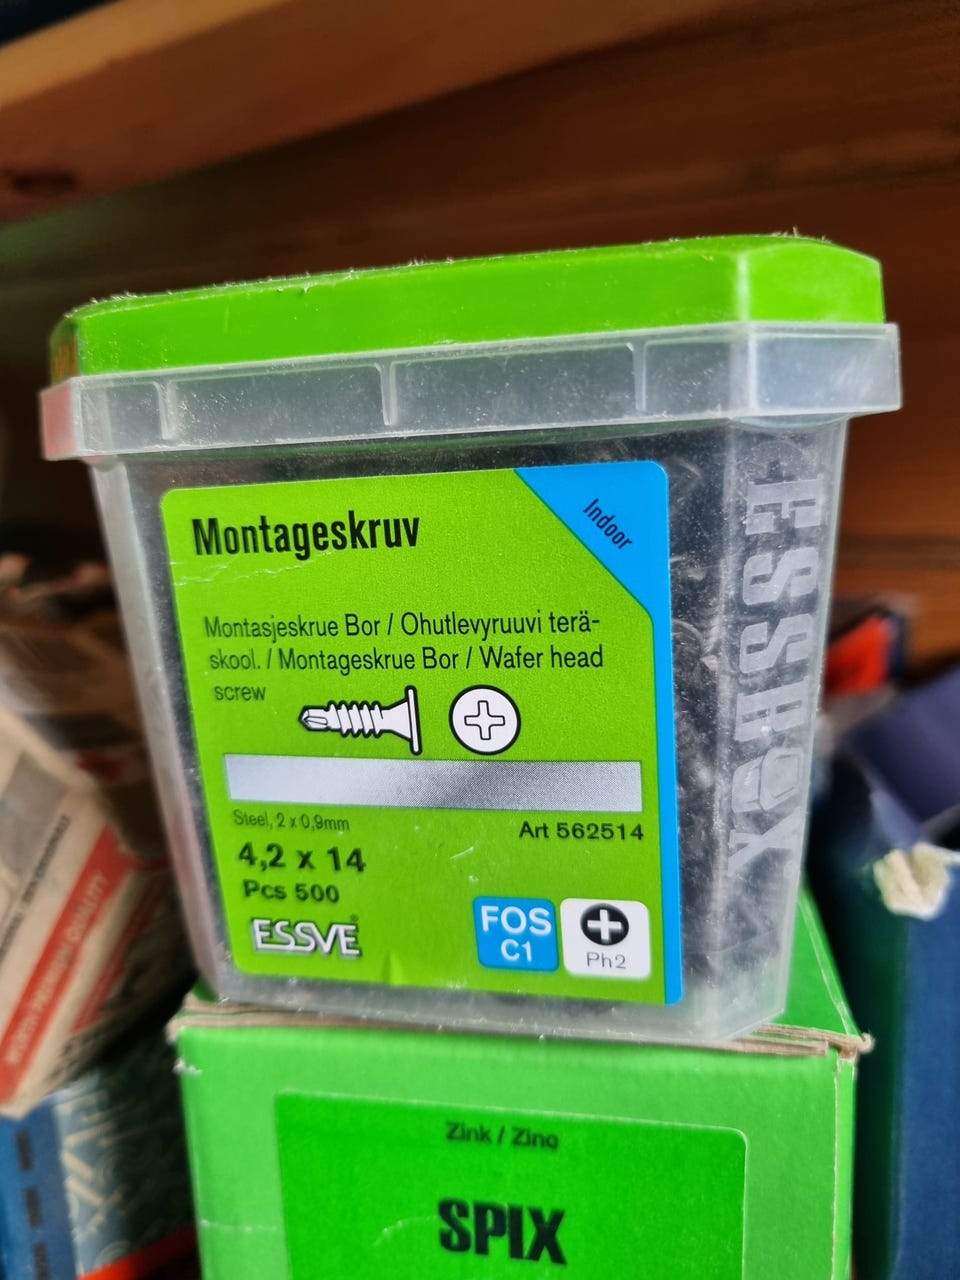 Montageskruv
Indoor
Montasjeskrue Bor / Ohutlevyruuvi terä-
skool. / Montageskrue Bor / Wafer head
screw
Steel, 2 x 0,9mm
Art 562514
4,2 x 14
Pcs 500
ESSVE®
FOS
C1
Ph2
ESSBOX
Zink / Zinc
SPIX